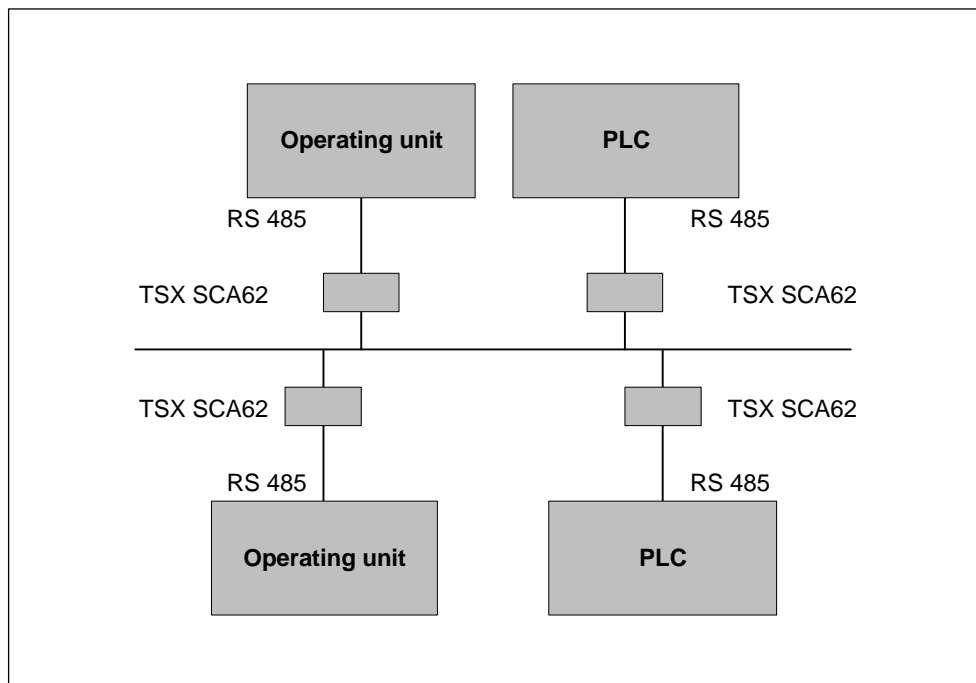 Operating unit
PLC
RS 485
RS 485
TSX SCA62
TSX SCA62
TSX SCA62
TSX SCA62
RS 485
RS 485
Operating unit
PLC